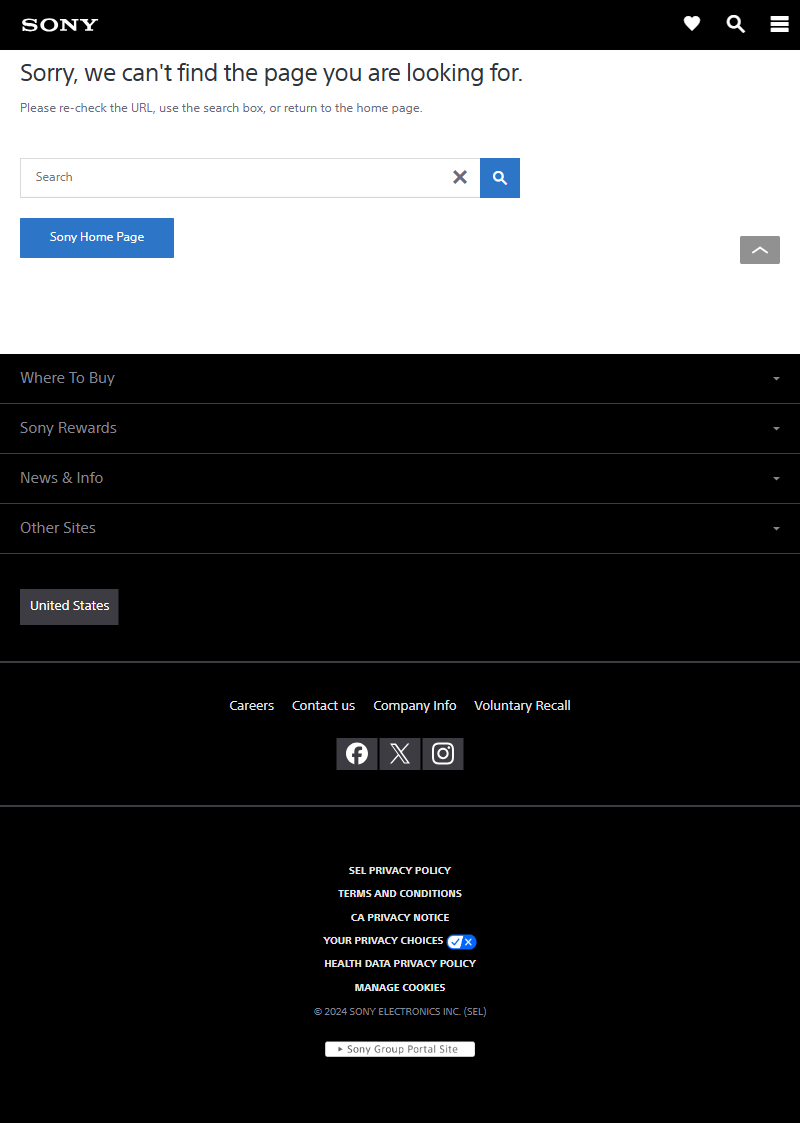 SONY
Sorry, we can't find the page you are looking for.
Please re-check the URL, use the search box, or return to the home page.
Search
Sony Home Page
Where To Buy
Sony Rewards
News & Info
Other Sites
United States
Careers Contact us Company Info Voluntary Recall
SEL PRIVACY POLICY
TERMS AND CONDITIONS
CA PRIVACY NOTICE
YOUR PRIVACY CHOICES
HEALTH DATA PRIVACY POLICY
MANAGE COOKIES
© 2024 SONY ELECTRONICS INC. (SEL)
Sony Group Portal Site